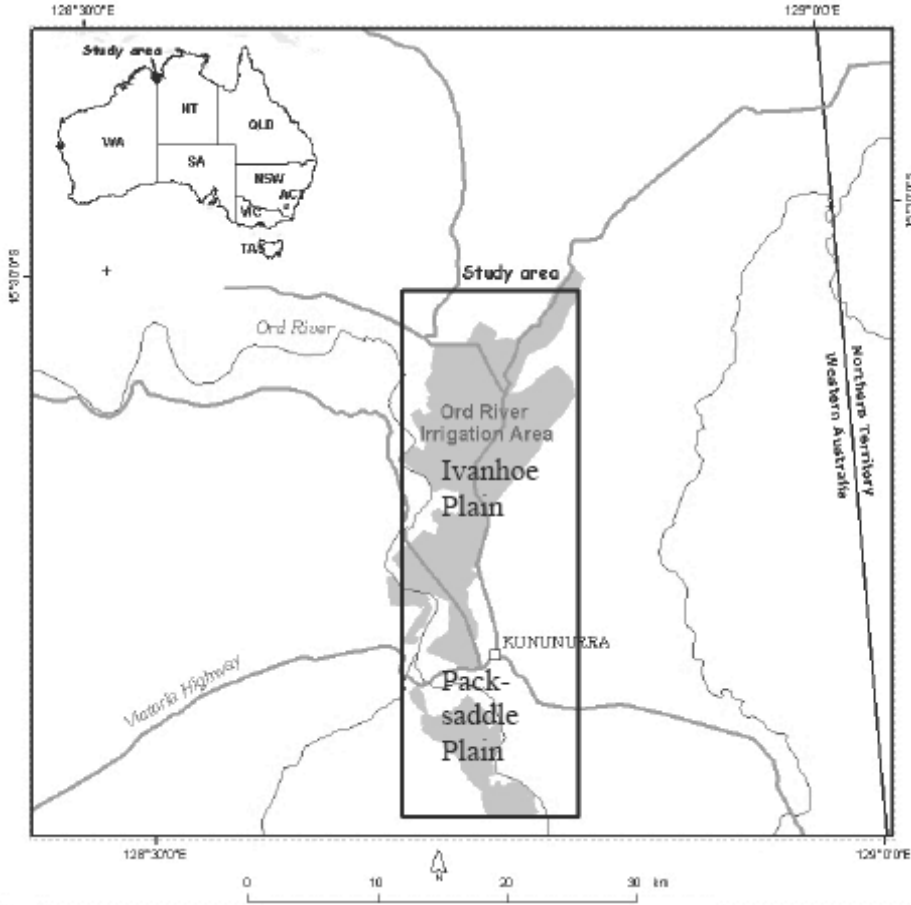 128°30'0"E
129°0'0"E
Study area
NT
WA
QLD
SA
NSW
ACT
VIC
TAS
15°30'0"S
Study area
Ord River
Ord River
Irrigation Area
Ivanhoe
Plain
Northern Territory
Western Australia
KUNUNURRA
Victoria Highway
Pack-
saddle
Plain
128°30'0"E
129°0'0"E
N
0 10 20 30 km